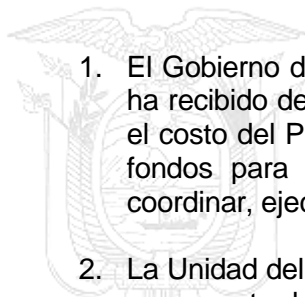 1. El Gobierno d
ha recibido de
el costo del P
fondos para
coordinar, ejec
2. La Unidad del